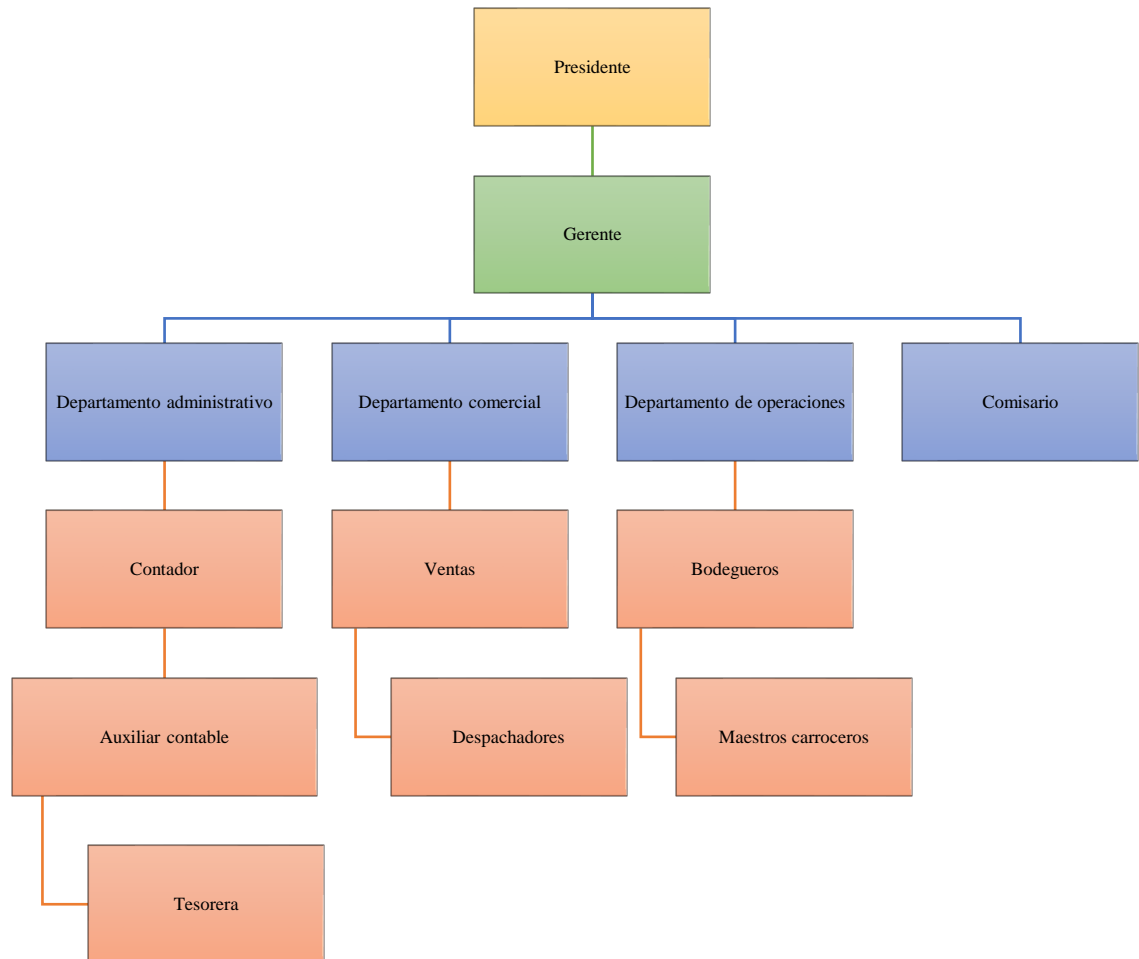 Presidente
Gerente
Departamento administrativo
Departamento comercial
Departamento de operaciones
Comisario
Contador
Ventas
Bodegueros
Auxiliar contable
Despachadores
Maestros carroceros
Tesorera